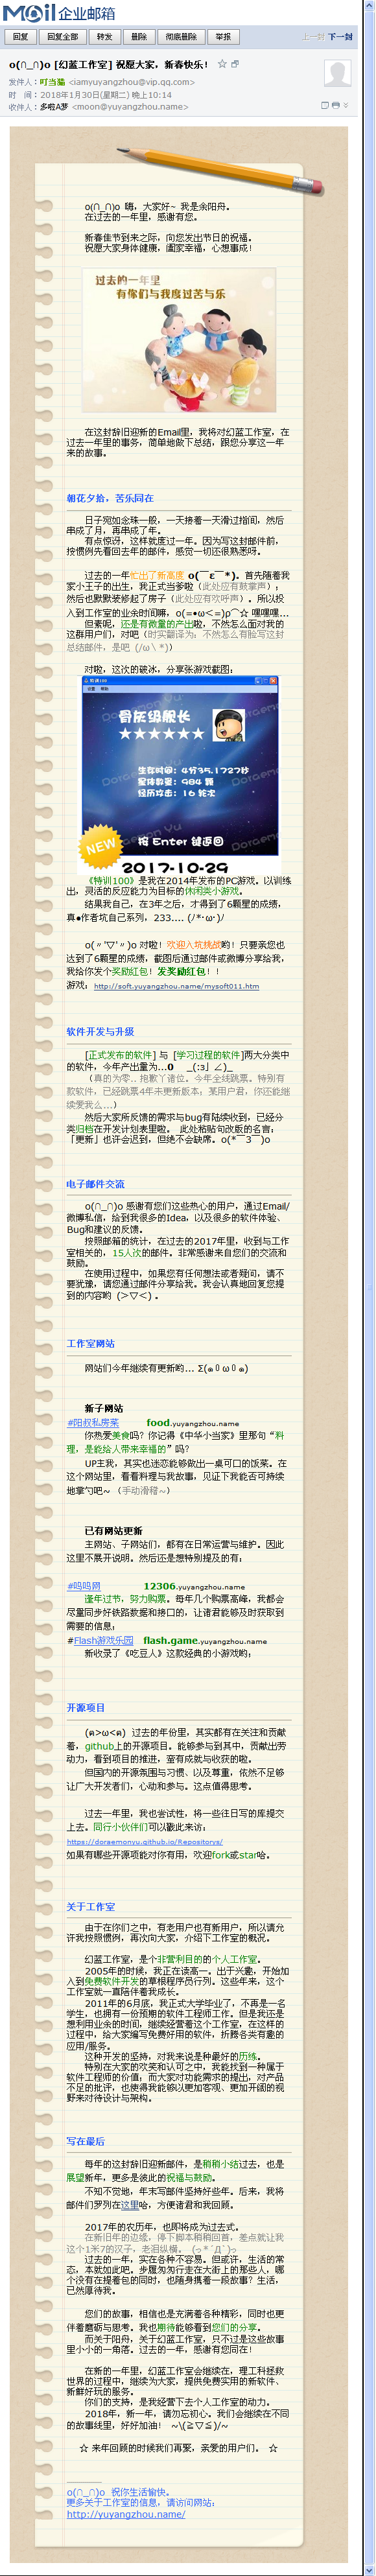 MOil 企业邮箱
回复 回复全部 转发 删除 彻底删除 举报 上一封 下一封
o(∩_∩)o [幻蓝工作室] 祝愿大家，新春快乐！
发件人：叮当猫 <iamyuyangzhou@vip.qq.com>
时　间：2018年1月30日(星期二) 晚上10:14
收件人：多啦A梦 <moon@yuyangzhou.name>
o(∩_∩)o 嗨，大家好~ 我是余阳舟。
在过去的一年里，感谢有您。
新春佳节到来之际，向您发出节日的祝福。
祝愿大家身体健康，阖家幸福，心想事成！
过去的一年里
有你们与我度过苦与乐
在这封辞旧迎新的Email里，我将对幻蓝工作室，在
过去一年里的事务，简单地做下总结，跟您分享这一年
来的故事。
朝花夕拾，苦乐同在
日子宛如念珠一般，一天接着一天滑过指间，然后
串成了月，再串成了年。
有点惊讶，这样就度过一年。因为写这封邮件前，
按惯例先看回去年的邮件，感觉一切还很熟悉呀。
过去的一年忙出了新高度 o(￣ε￣*)。首先随着我
家小王子的出生，我正式当爹啦（此处应有鼓掌声）；
然后也默默装修起了房子（此处应有欢呼声）。所以投
入到工作室的业余时间嘛，o(=•ω＜=)ρ⌒☆ 嘿嘿嘿...
但素呢，还是有微量的产出啦，不然怎么面对我的
这群用户们，对吧（时实翻译为：不然怎么有脸写这封
总结邮件，是吧 (/ω＼*)）
对啦，这次的破冰，分享张游戏截图：
特训100
设置 帮助
骨灰级舰长
★★★★★★
生存时间：4分35.1723秒
星体数量：984 颗
经历攻击：16 轮次
按 Enter 键返回
NEW
2017-10-29
《特训100》是我在2014年发布的PC游戏。以训练
出，灵活的反应能力为目标的休闲类小游戏。
结果我自己，在3年之后，才得到了6颗星的成绩，
真●作者坑自己系列，233.... (/*·ω·)/
o(〃'▽'〃)o 对啦！欢迎入坑挑战哟！只要亲您也
达到了6颗星的成绩，截图后通过邮件或微博分享给我，
我给你发个奖励红包！发奖励红包！！
游戏：http://soft.yuyangzhou.name/mysoft011.htm
软件开发与升级
[正式发布的软件] 与 [学习过程的软件]两大分类中
的软件，今年产出量为...0 _(:з」∠)_
（真的为零.. 抱歉丫诸位。今年全线跳票。特别有
款软件，已经跳票4年未更新版本；某用户君，你还能继
续爱我么...）
然后大家所反馈的需求与bug有陆续收到，已经分
类归档在开发计划表里啦。 此处粘贴句改版的名言：
「更新」也许会迟到，但绝不会缺席。o(*￣3￣)o
电子邮件交流
o(∩_∩)o 感谢有你们这些热心的用户，通过Email/
微博私信，给到我很多的Idea，以及很多的软件体验、
Bug和建议的反馈。
按照邮箱的统计，在过去的2017年里，收到与工作
室相关的，15人次的邮件。非常感谢来自您们的交流和
鼓励。
在使用过程中，如果您有任何想法或者疑问，请不
要犹豫，请您通过邮件分享给我。我会认真地回复您提
到的内容哟 (＞▽＜) 。
工作室网站
网站们今年继续有更新哟... Σ(๑0ω0๑)
新子网站
#阳叔私房菜 food.yuyangzhou.name
你热爱美食吗？你记得《中华小当家》里那句“料
理，是能给人带来幸福的”吗？
UP主我，其实也迷恋能够做出一桌可口的饭菜。在
这个网站里，看看料理与我故事，见证下我能否可持续
地掌勺吧~ （手动滑稽~）
已有网站更新
主网站、子网站们，都有在日常运营与维护。因此
这里不展开说明。然后还是想特别提及的有：
#呜呜网 12306.yuyangzhou.name
逢年过节，努力购票。每年几个购票高峰，我都会
尽量同步好铁路数据和接口的，让诸君能够及时获取到
需要的信息；
#Flash游戏乐园 flash.game.yuyangzhou.name
新收录了《吃豆人》这款经典的小游戏哟；
开源项目
(ค>ω<ค) 过去的年份里，其实都有在关注和贡献
着，github上的开源项目。能够参与到其中，贡献出劳
动力，看到项目的推进，蛮有成就与收获的啦。
但国内的开源氛围与习惯、以及尊重，依然不足够
让广大开发者们，心动和参与。这点值得思考。
过去一年里，我也尝试性，将一些往日写的库提交
上去。同行小伙伴们可以戳此来访：
https://doraemonyu.github.io/Repositorys/
如果有哪些开源项能对你有用，欢迎fork或star哈。
关于工作室
由于在你们之中，有老用户也有新用户，所以请允
许我按照惯例，再次向大家，介绍下工作室的概况。
幻蓝工作室，是个非营利目的的个人工作室。
2005年的时候，我正在读高一。出于兴趣，开始加
入到免费软件开发的草根程序员行列。这些年来，这个
工作室就一直陪伴着我成长。
2011年的6月底，我正式大学毕业了，不再是一名
学生，也拥有一份预期的软件工程师工作。但是我还是
想利用业余的时间，继续经营着这个工作室，在这样的
过程中，给大家编写免费好用的软件，折腾各类有趣的
应用/服务。
这种开发的坚持，对我来说是种最好的历练。
特别在大家的欢笑和认可之中，我能找到一种属于
软件工程师的价值，而大家对功能需求的提出，对产品
不足的批评，也使得我能够以更加客观、更加开阔的视
野来对待设计与架构。
写在最后
每年的这封辞旧迎新邮件，是稍稍小结过去，也是
展望新年，更多是彼此的祝福与鼓励。
不知不觉地，年末写邮件坚持好些年。后来，我将
邮件们罗列在这里哈，方便诸君和我回顾。
2017年的农历年，也即将成为过去式。
在新旧年的边缘，停下脚本稍稍回首，差点就让我
这个1米7的汉子，老泪纵横。 (っ*´Д`)っ
过去的一年，实在各种不容易。但或许，生活的常
态，本就如此吧。步履匆匆行走在大街上的那些人，哪
个没有在提着包的同时，也随身携着一段故事？生活，
已然厚待我。
您们的故事，相信也是充满着各种精彩，同时也更
伴着磨砺与思考。我也期待能够看到您们的分享。
而关于阳舟，关于幻蓝工作室，只不过是这些故事
里小小的一角落。过去的一年，感谢有您同在！
在新的一年里，幻蓝工作室会继续在，理工科拯救
世界的过程中，继续为大家，提供免费实用的新软件、
新鲜好玩的服务。
你们的支持，是我经营下去个人工作室的动力。
2018年，新一年，请勿忘初心。我们会继续在不同
的故事线里，好好加油！ ~\(≧▽≦)/~
☆ 来年回顾的时候我们再聚，亲爱的用户们。 ☆
o(∩_∩)o 祝你生活愉快。
更多关于工作室的信息，请访问网站：
http://yuyangzhou.name/